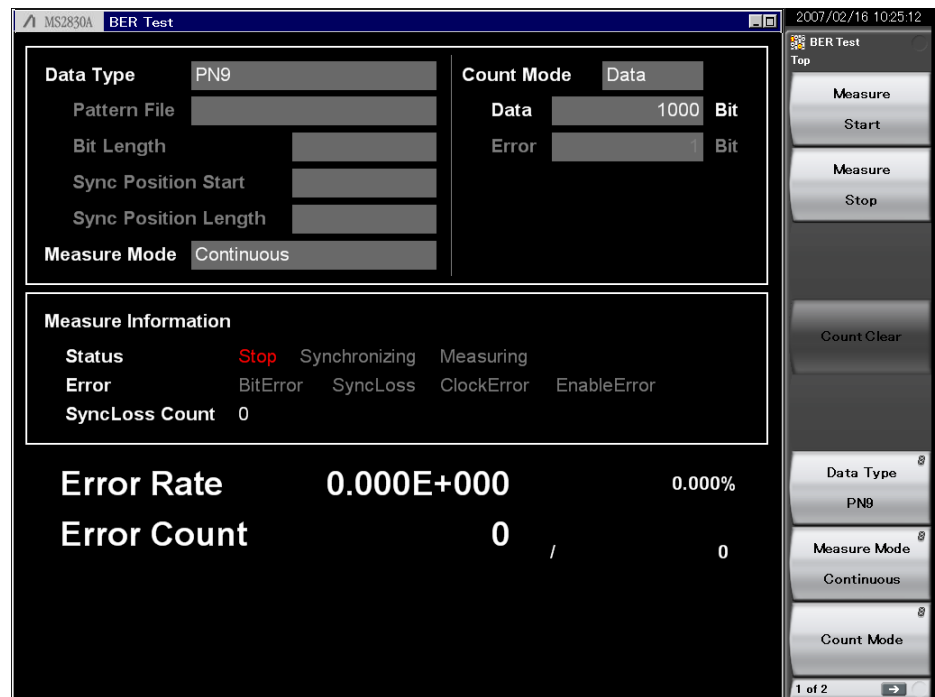 MS2830A BER Test
Data Type PN9
Pattern File
Bit Length
Sync Position Start
Sync Position Length
Measure Mode Continuous
Count Mode Data
Data 1000 Bit
Error 1 Bit
Measure Information
Status Stop Synchronizing Measuring
Error BitError SyncLoss ClockError EnableError
SyncLoss Count 0
Error Rate 0.000E+000 0.000%
Error Count 0 / 0
2007/02/16 10:25:12
BER Test
Top
Measure
Start
Measure
Stop
Count Clear
Data Type
PN9
Measure Mode
Continuous
Count Mode
1 of 2